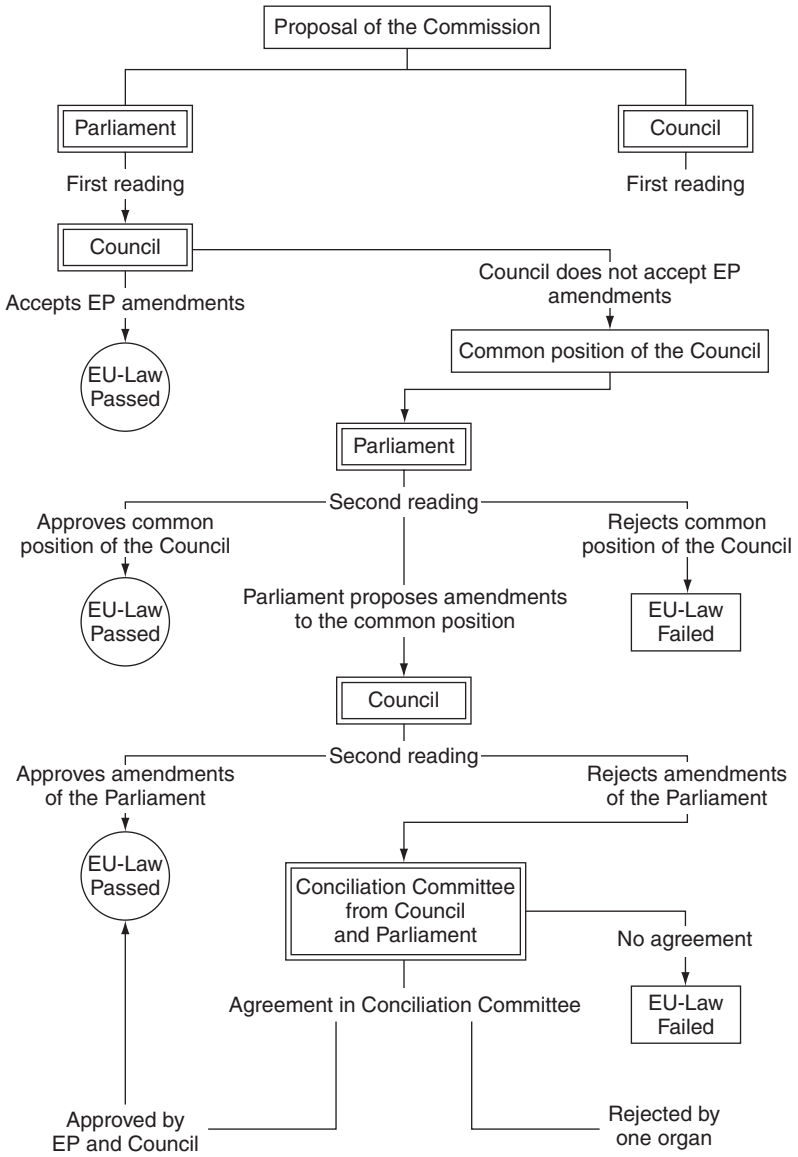 Proposal of the Commission
Parliament
Council
First reading
First reading
Council
Council does not accept EP
amendments
Accepts EP amendments
EU-Law
Passed
Common position of the Council
Parliament
Second reading
Approves common
position of the Council
Rejects common
position of the Council
EU-Law
Passed
Parliament proposes amendments
to the common position
EU-Law
Failed
Council
Second reading
Approves amendments
of the Parliament
Rejects amendments
of the Parliament
EU-Law
Passed
Conciliation Committee
from Council
and Parliament
No agreement
EU-Law
Failed
Agreement in Conciliation Committee
Approved by
EP and Council
Rejected by
one organ